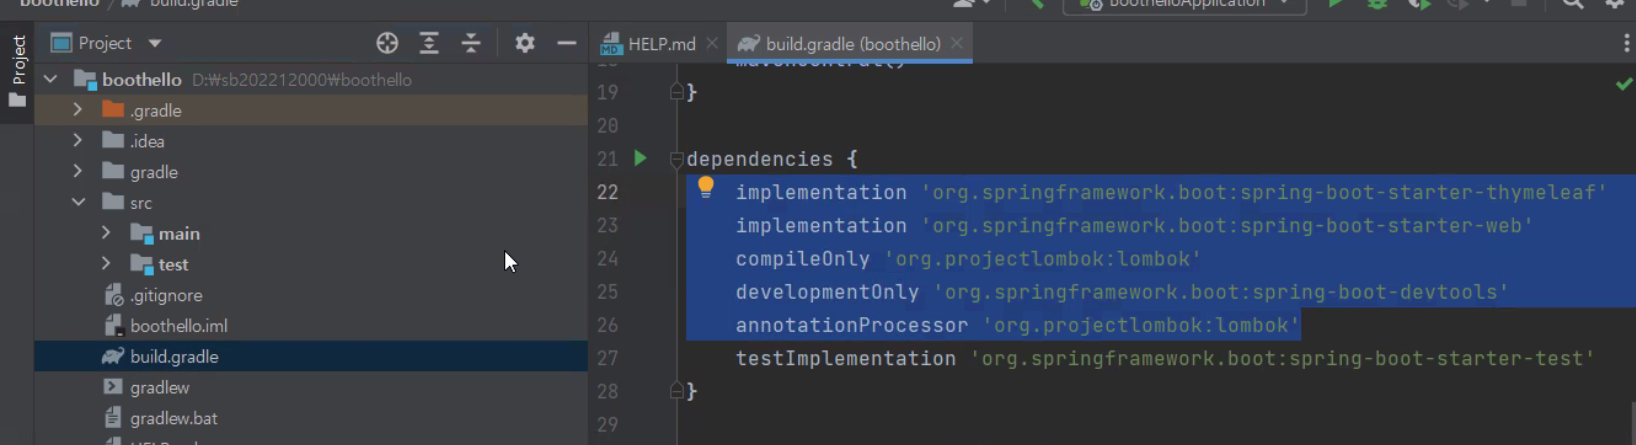 boothello / build.gradle
boothelloApplication
Project
Project
HELP.md
build.gradle (boothello)
boothello D:₩sb202212000₩boothello
.gradle
.idea
gradle
src
main
test
.gitignore
boothello.iml
build.gradle
gradlew
gradlew.bat
mavenCentral()
19 }
20
21 dependencies {
22 implementation 'org.springframework.boot:spring-boot-starter-thymeleaf'
23 implementation 'org.springframework.boot:spring-boot-starter-web'
24 compileOnly 'org.projectlombok:lombok'
25 developmentOnly 'org.springframework.boot:spring-boot-devtools'
26 annotationProcessor 'org.projectlombok:lombok'
27 testImplementation 'org.springframework.boot:spring-boot-starter-test'
28 }
29